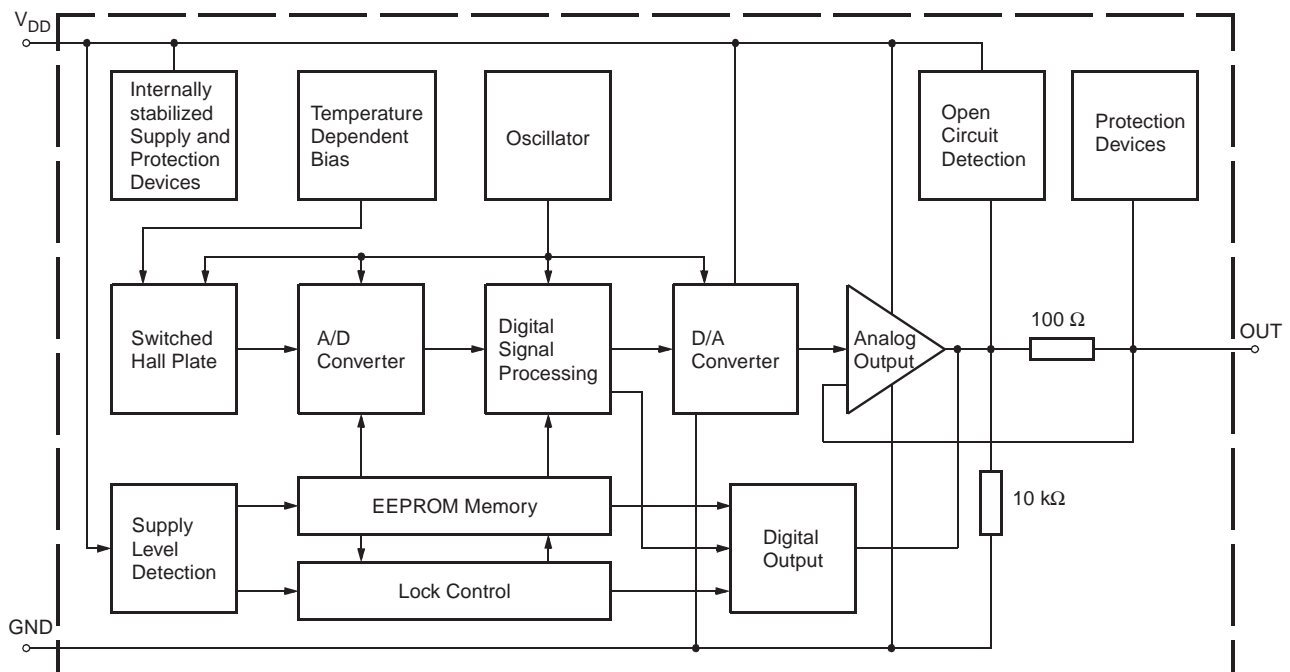 VDD
Internally
stabilized
Supply and
Protection
Devices
Temperature
Dependent
Bias
Oscillator
Open
Circuit
Detection
Protection
Devices
Switched
Hall Plate
A/D
Converter
Digital
Signal
Processing
D/A
Converter
Analog
Output
100 Ω
OUT
Supply
Level
Detection
EEPROM Memory
Lock Control
Digital
Output
10 kΩ
GND